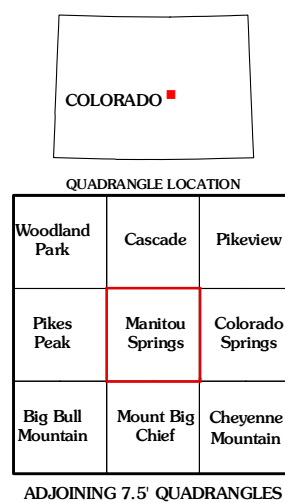 COLORADO
QUADRANGLE LOCATION
Woodland
Park
Cascade
Pikeview
Pikes
Peak
Manitou
Springs
Colorado
Springs
Big Bull
Mountain
Mount Big
Chief
Cheyenne
Mountain
ADJOINING 7.5' QUADRANGLES